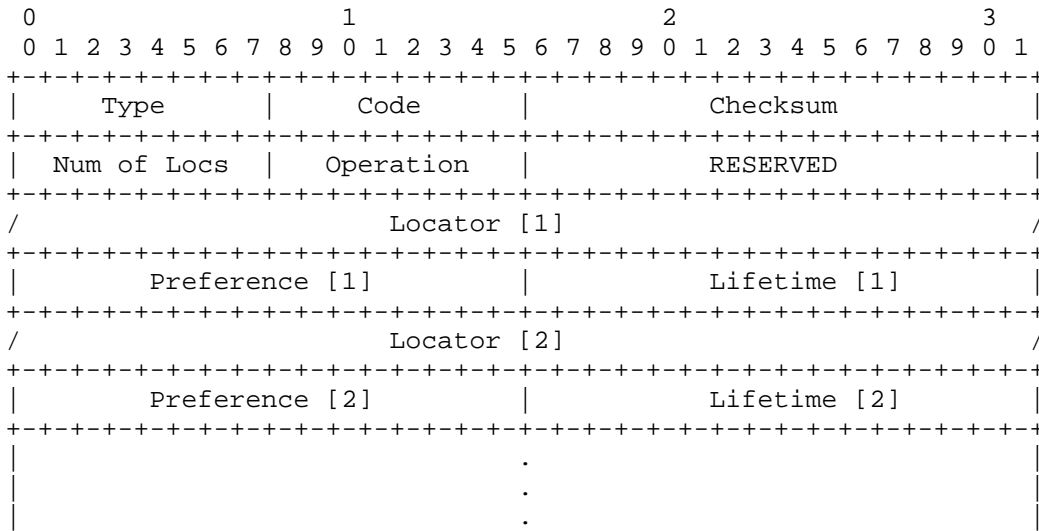 0                   1                   2                   3
 0 1 2 3 4 5 6 7 8 9 0 1 2 3 4 5 6 7 8 9 0 1 2 3 4 5 6 7 8 9 0 1
+-+-+-+-+-+-+-+-+-+-+-+-+-+-+-+-+-+-+-+-+-+-+-+-+-+-+-+-+-+-+-+-+
|     Type      |     Code      |           Checksum            |
+-+-+-+-+-+-+-+-+-+-+-+-+-+-+-+-+-+-+-+-+-+-+-+-+-+-+-+-+-+-+-+-+
|  Num of Locs  |   Operation   |           RESERVED            |
+-+-+-+-+-+-+-+-+-+-+-+-+-+-+-+-+-+-+-+-+-+-+-+-+-+-+-+-+-+-+-+-+
/                       Locator [1]                             /
+-+-+-+-+-+-+-+-+-+-+-+-+-+-+-+-+-+-+-+-+-+-+-+-+-+-+-+-+-+-+-+-+
|        Preference [1]         |           Lifetime [1]        |
+-+-+-+-+-+-+-+-+-+-+-+-+-+-+-+-+-+-+-+-+-+-+-+-+-+-+-+-+-+-+-+-+
/                       Locator [2]                             /
+-+-+-+-+-+-+-+-+-+-+-+-+-+-+-+-+-+-+-+-+-+-+-+-+-+-+-+-+-+-+-+-+
|        Preference [2]         |           Lifetime [2]        |
+-+-+-+-+-+-+-+-+-+-+-+-+-+-+-+-+-+-+-+-+-+-+-+-+-+-+-+-+-+-+-+-+
|                               .                               |
|                               .                               |
|                               .                               |